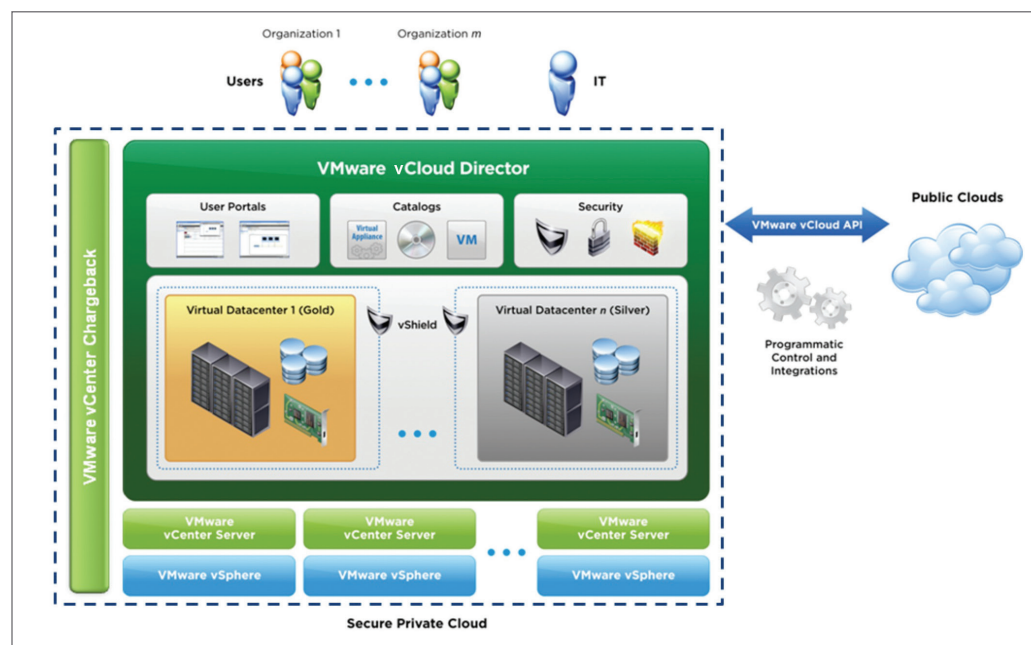 Organization 1
Organization m
Users
IT
VMware vCenter Chargeback
VMware vCloud Director
User Portals
Catalogs
Security
Virtual
Appliance
VM
VMware vCloud API
Public Clouds
Virtual Datacenter 1 (Gold)
vShield
Virtual Datacenter n (Silver)
Programmatic
Control and
Integrations
VMware
vCenter Server
VMware
vCenter Server
VMware
vCenter Server
VMware vSphere
VMware vSphere
VMware vSphere
Secure Private Cloud